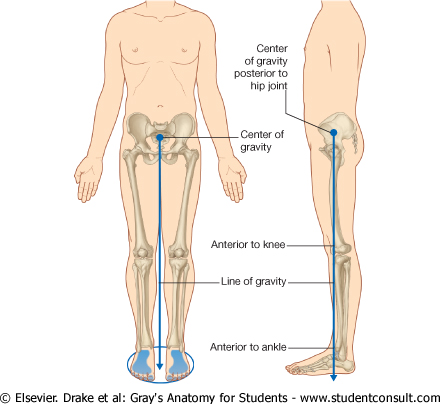 Center
of gravity
posterior to
hip joint
Center of
gravity
Anterior to knee
Line of gravity
Anterior to ankle
© Elsevier. Drake et al: Gray's Anatomy for Students - www.studentconsult.com